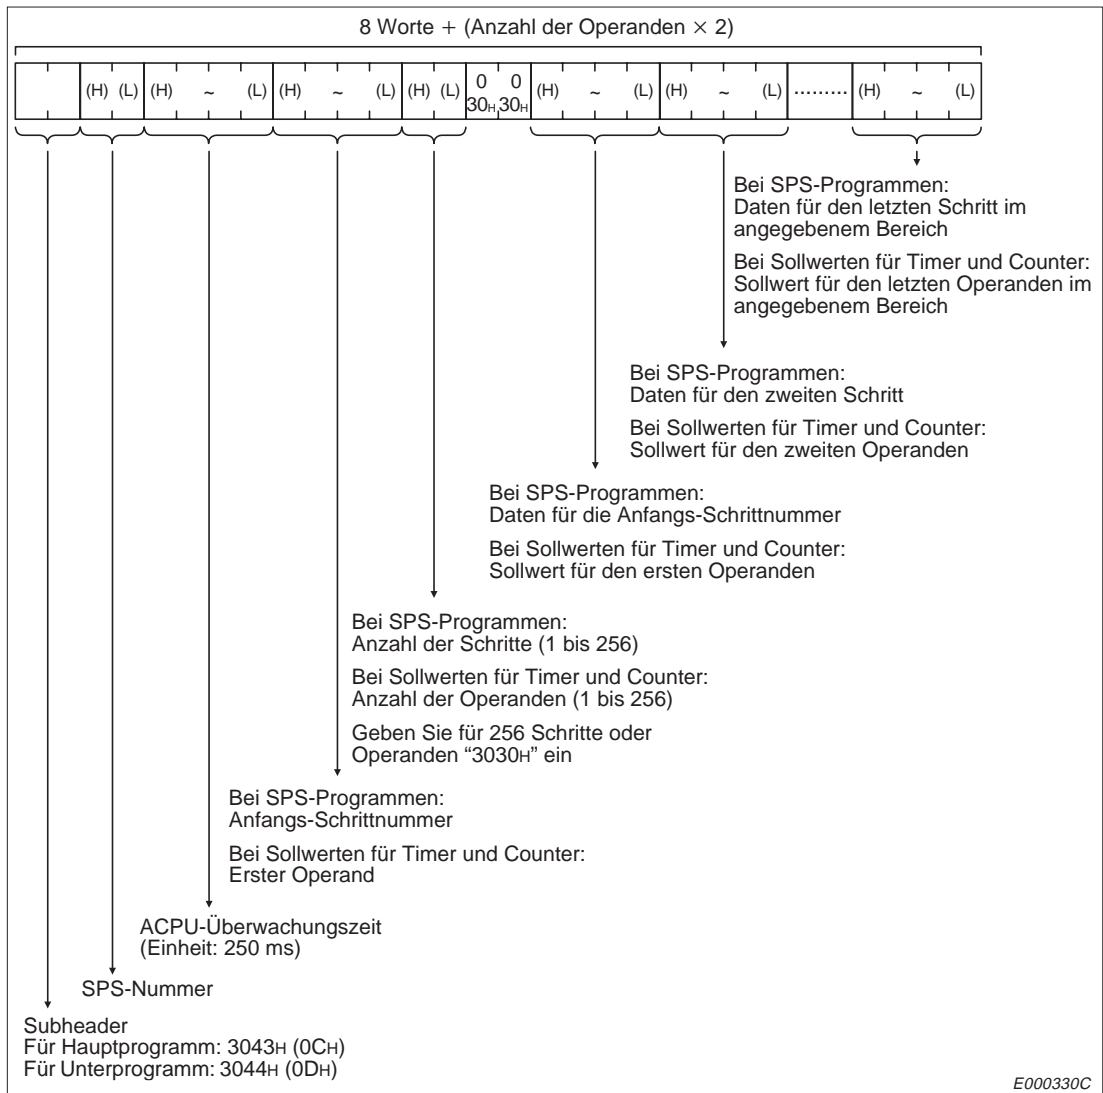 8 Worte + (Anzahl der Operanden × 2)
(H) (L) (H) ~ (L) (H) ~ (L) (H) (L) 0 0 (H) ~ (L) (H) ~ (L) ········· (H) ~ (L)
30H 30H
Bei SPS-Programmen:
Daten für den letzten Schritt im
angegebenem Bereich
Bei Sollwerten für Timer und Counter:
Sollwert für den letzten Operanden im
angegebenem Bereich
Bei SPS-Programmen:
Daten für den zweiten Schritt
Bei Sollwerten für Timer und Counter:
Sollwert für den zweiten Operanden
Bei SPS-Programmen:
Daten für die Anfangs-Schrittnummer
Bei Sollwerten für Timer und Counter:
Sollwert für den ersten Operanden
Bei SPS-Programmen:
Anzahl der Schritte (1 bis 256)
Bei Sollwerten für Timer und Counter:
Anzahl der Operanden (1 bis 256)
Geben Sie für 256 Schritte oder
Operanden “3030H” ein
Bei SPS-Programmen:
Anfangs-Schrittnummer
Bei Sollwerten für Timer und Counter:
Erster Operand
ACPU-Überwachungszeit
(Einheit: 250 ms)
SPS-Nummer
Subheader
Für Hauptprogramm: 3043H (0CH)
Für Unterprogramm: 3044H (0DH)
E000330C